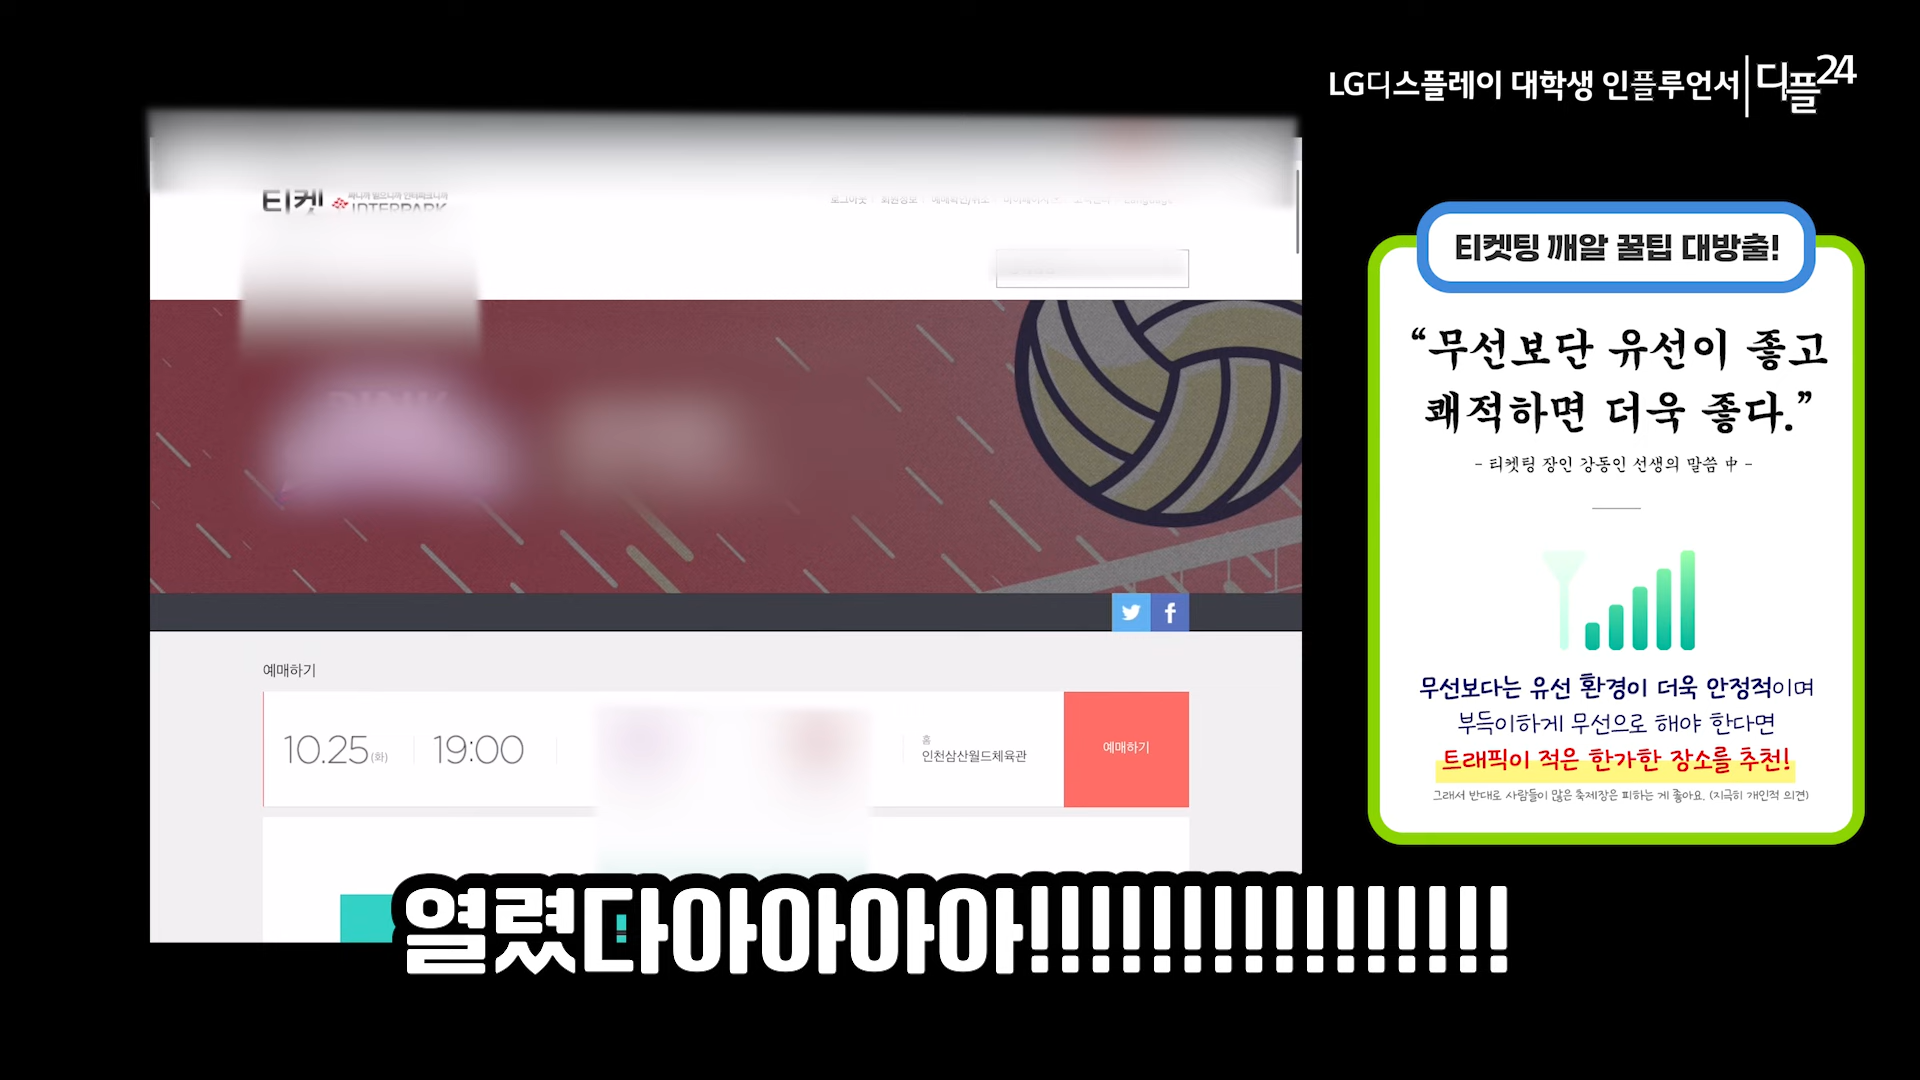 LG디스플레이 대학생 인플루언서
디플24
티켓 INTERPARK
티켓팅 깨알 꿀팁 대방출!
“무선보단 유선이 좋고
쾌적하면 더욱 좋다.”
- 티켓팅 장인 강동인 선생의 말씀 中 -
무선보다는 유선 환경이 더욱 안정적이며
부득이하게 무선으로 해야 한다면
트래픽이 적은 한가한 장소를 추천!
그래서 반대로 사람들이 많은 축제장은 피하는 게 좋아요. (지극히 개인적 의견)
예매하기
10.25(화) 19:00
홈
인천삼산월드체육관
예매하기
열렸다아아아아!!!!!!!!!!!!!!!!